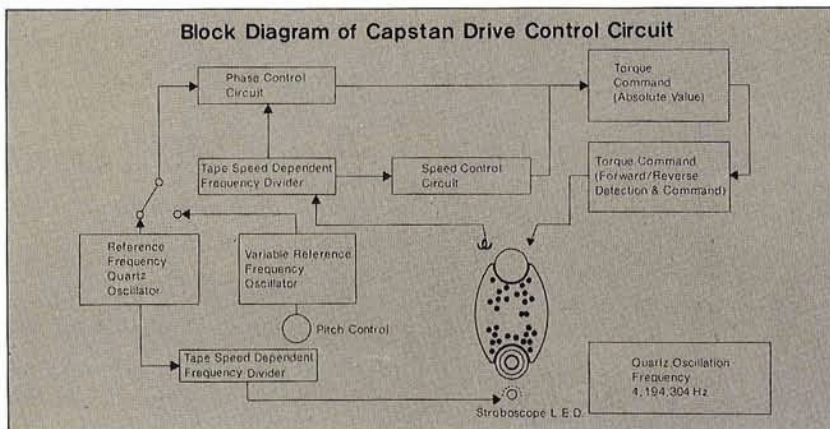 Block Diagram of Capstan Drive Control Circuit
Phase Control
Circuit
Torque
Command
(Absolute Value)
Tape Speed Dependent
Frequency Divider
Speed Control
Circuit
Torque Command
(Forward/Reverse
Detection & Command)
Reference
Frequency
Quartz
Oscillator
Variable Reference
Frequency
Oscillator
Pitch Control
Tape Speed Dependent
Frequency Divider
Stroboscope L.E.D.
Quartz Oscillation
Frequency
4,194,304 Hz